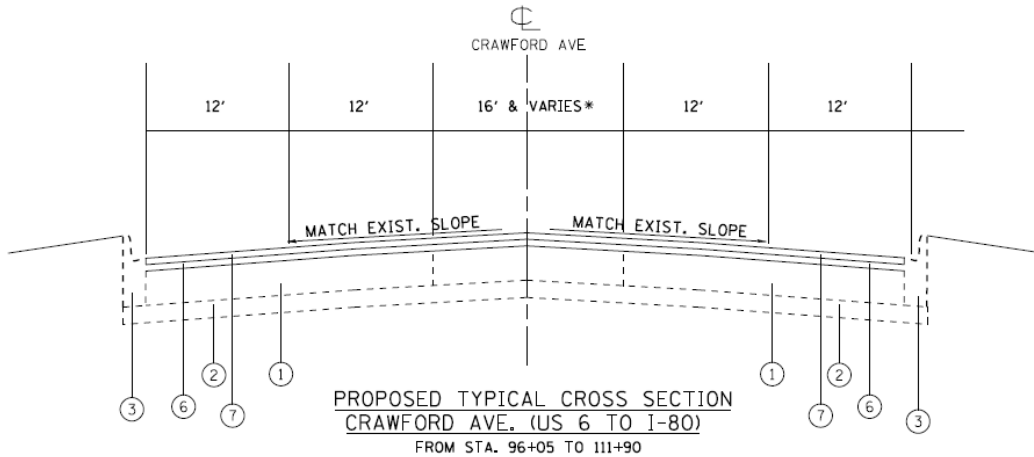 CL
CRAWFORD AVE
12' 12' 16' & VARIES* 12' 12'
MATCH EXIST. SLOPE MATCH EXIST. SLOPE
3 6 2 7 1 1 7 2 6 3
PROPOSED TYPICAL CROSS SECTION
CRAWFORD AVE. (US 6 TO I-80)
FROM STA. 96+05 TO 111+90